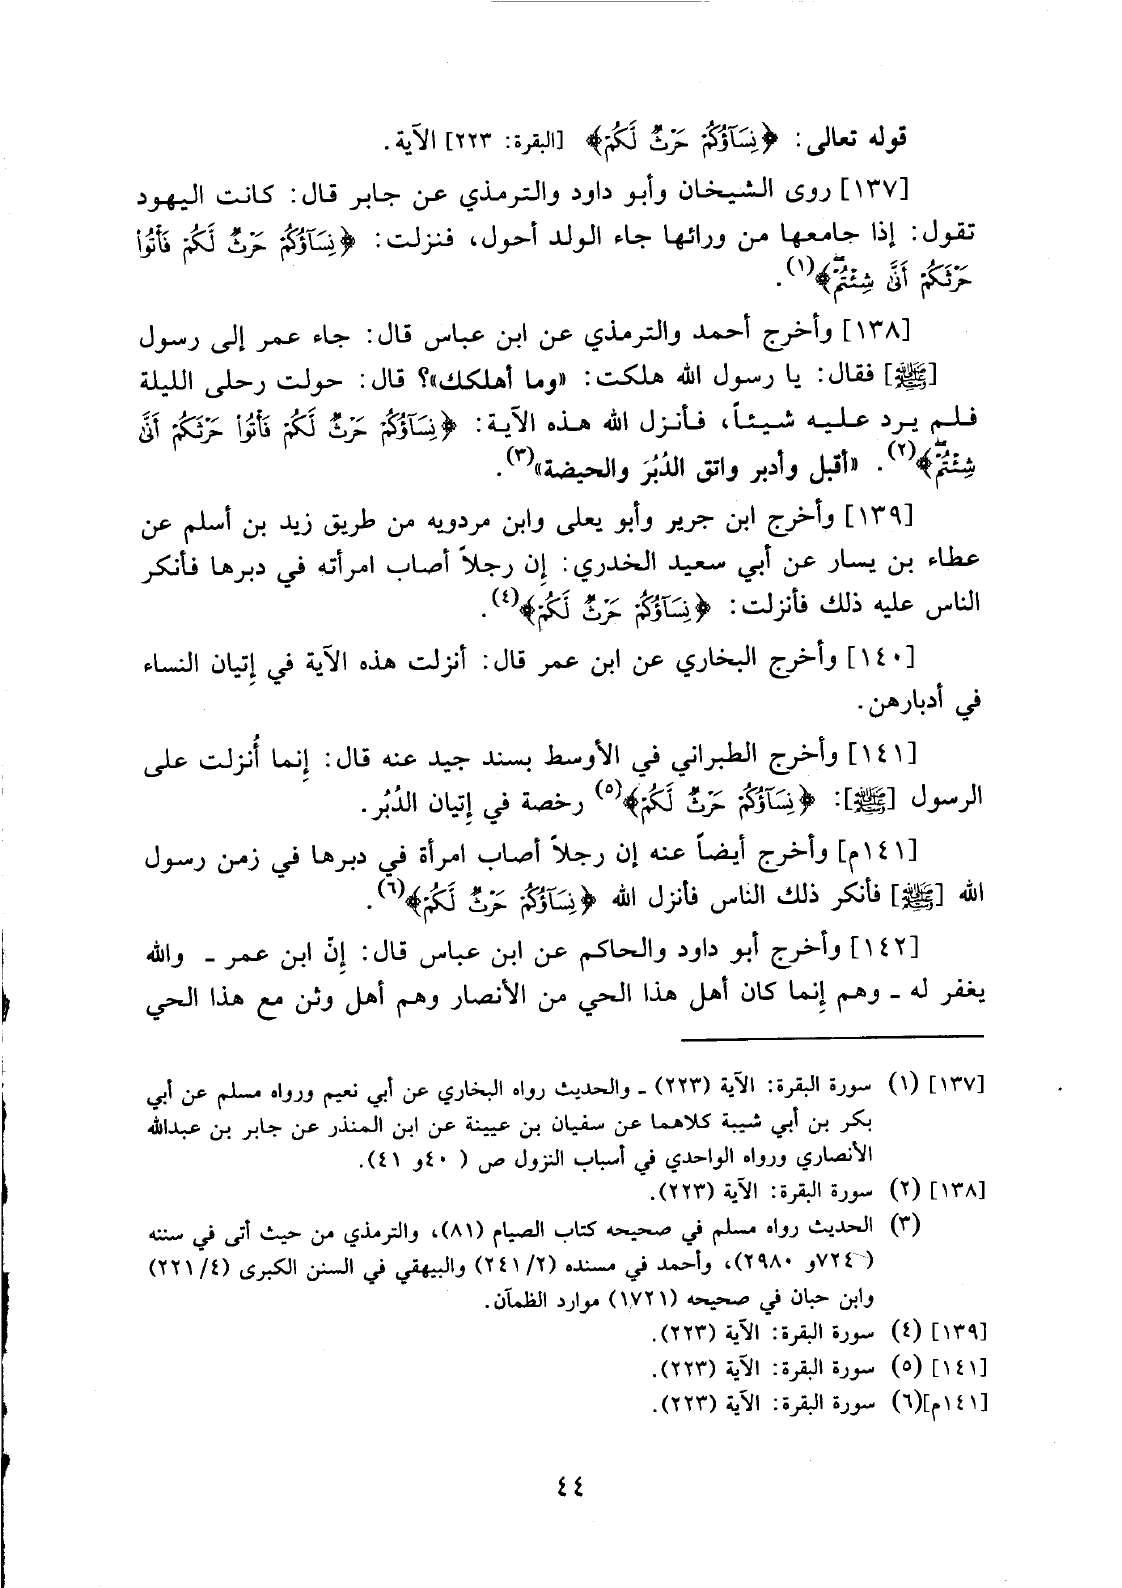 قوله تعالى: ﴿نِسَآؤُكُمْ حَرْثٌ لَّكُمْ﴾ [البقرة: ٢٢٣] الآية.
[١٣٧] روى الشيخان وأبو داود والترمذي عن جابر قال: كانت اليهود
تقول: إذا جامعها من ورائها جاء الولد أحول، فنزلت: ﴿نِسَآؤُكُمْ حَرْثٌ لَّكُمْ فَأْتُوا۟
حَرْثَكُمْ أَنَّىٰ شِئْتُمْ﴾(١).
[١٣٨] وأخرج أحمد والترمذي عن ابن عباس قال: جاء عمر إلى رسول
[ﷺ] فقال: يا رسول الله هلكت: «وما أهلكك»؟ قال: حولت رحلى الليلة
فلم يرد عليه شيئاً، فأنزل الله هذه الآية: ﴿نِسَآؤُكُمْ حَرْثٌ لَّكُمْ فَأْتُوا۟ حَرْثَكُمْ أَنَّىٰ
شِئْتُمْ﴾(٢). «أقبل وأدبر واتق الدُبُرَ والحيضة»(٣).
[١٣٩] وأخرج ابن جرير وأبو يعلى وابن مردويه من طريق زيد بن أسلم عن
عطاء بن يسار عن أبي سعيد الخدري: إن رجلاً أصاب امرأته في دبرها فأنكر
الناس عليه ذلك فأنزلت: ﴿نِسَآؤُكُمْ حَرْثٌ لَّكُمْ﴾(٤).
[١٤٠] وأخرج البخاري عن ابن عمر قال: أنزلت هذه الآية في إتيان النساء
في أدبارهن.
[١٤١] وأخرج الطبراني في الأوسط بسند جيد عنه قال: إنما أُنزلت على
الرسول [ﷺ]: ﴿نِسَآؤُكُمْ حَرْثٌ لَّكُمْ﴾(٥) رخصة في إتيان الدُبُر.
[١٤١م] وأخرج أيضاً عنه إن رجلاً أصاب امرأة في دبرها في زمن رسول
الله [ﷺ] فأنكر ذلك الناس فأنزل الله ﴿نِسَآؤُكُمْ حَرْثٌ لَّكُمْ﴾(٦).
[١٤٢] وأخرج أبو داود والحاكم عن ابن عباس قال: إنّ ابن عمر ـ والله
يغفر له ـ وهم إنما كان أهل هذا الحي من الأنصار وهم أهل وثن مع هذا الحي
[١٣٧] (١) سورة البقرة: الآية (٢٢٣) ـ والحديث رواه البخاري عن أبي نعيم ورواه مسلم عن أبي
بكر بن أبي شيبة كلاهما عن سفيان بن عيينة عن ابن المنذر عن جابر بن عبدالله
الأنصاري ورواه الواحدي في أسباب النزول ص ( ٤٠و ٤١).
[١٣٨] (٢) سورة البقرة: الآية (٢٢٣).
(٣) الحديث رواه مسلم في صحيحه كتاب الصيام (٨١)، والترمذي من حيث أتى في سننه
(٧٢٤و ٢٩٨٠)، وأحمد في مسنده (٢٤١/٢) والبيهقي في السنن الكبرى (٢٢١/٤)
وابن حبان في صحيحه (١٧٢١) موارد الظمآن.
[١٣٩] (٤) سورة البقرة: الآية (٢٢٣).
[١٤١] (٥) سورة البقرة: الآية (٢٢٣).
[١٤١م](٦) سورة البقرة: الآية (٢٢٣).
٤٤